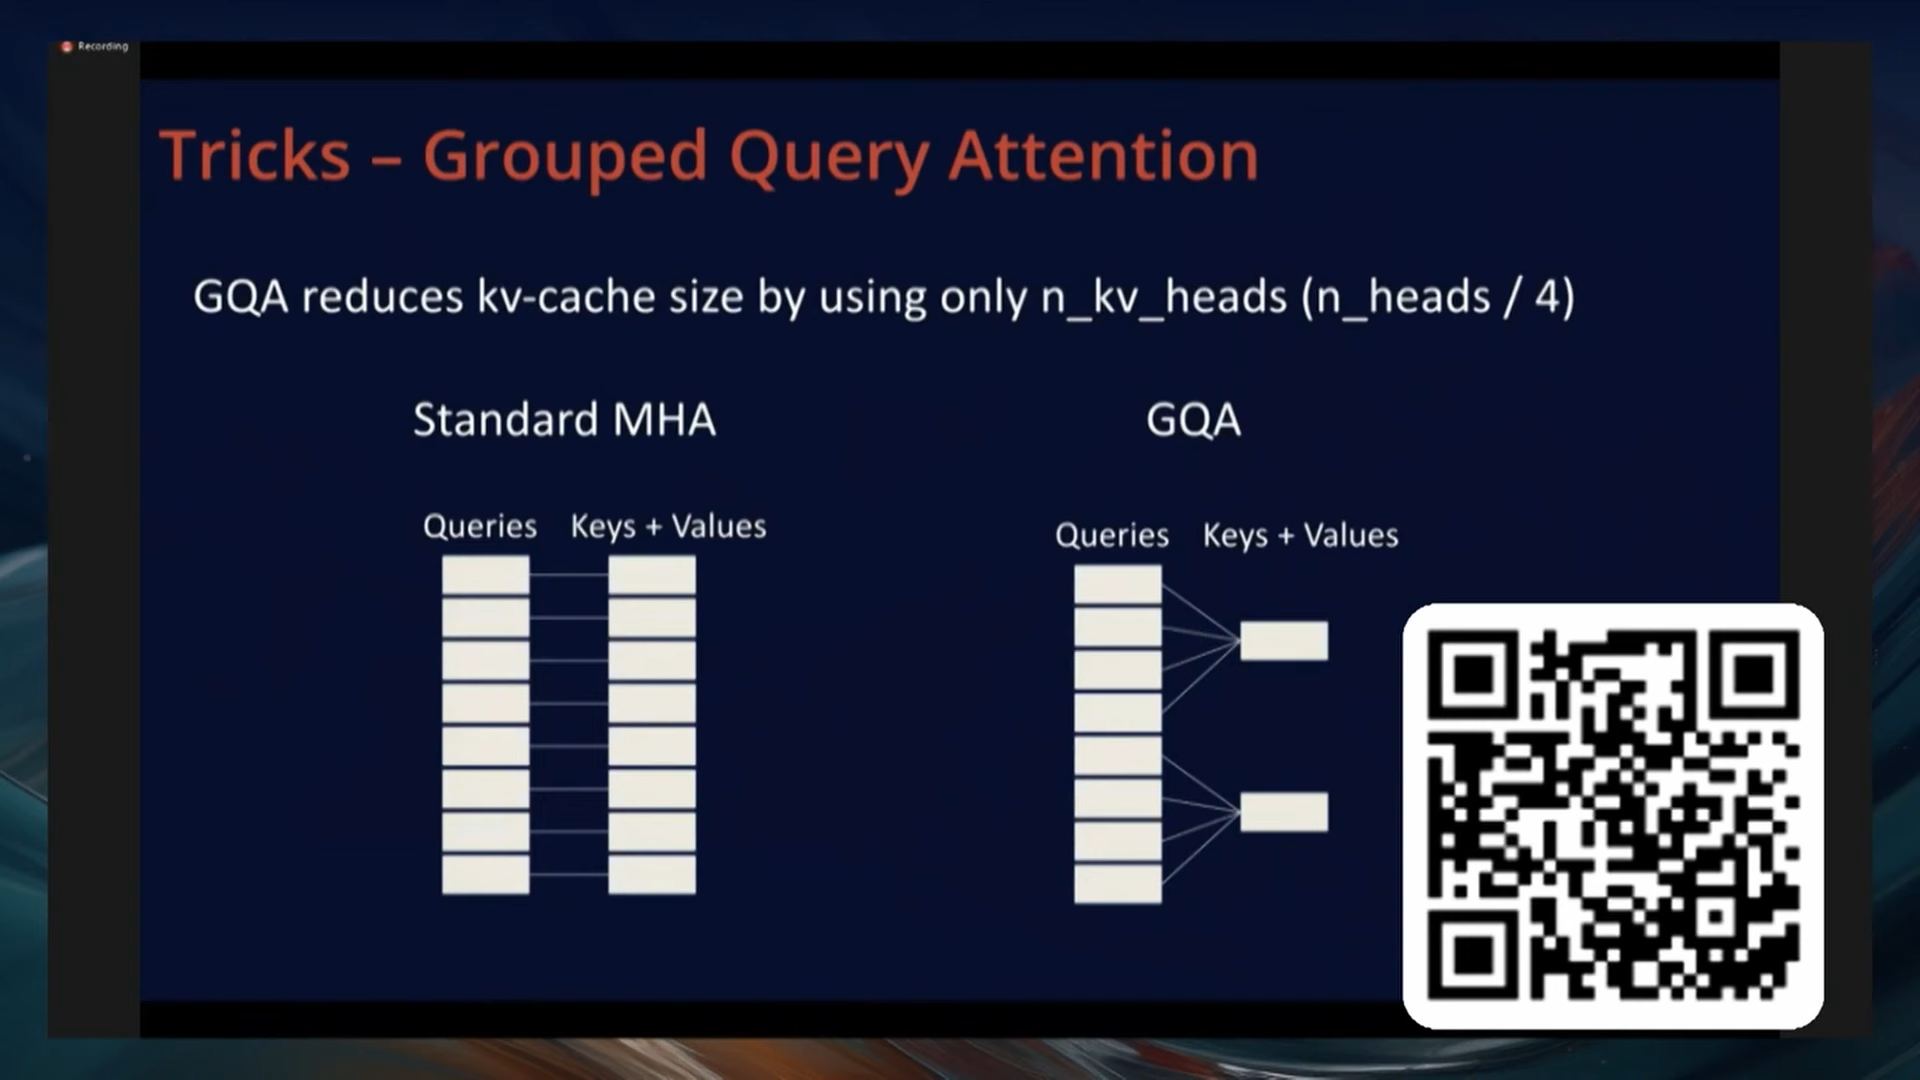 Recording
Tricks – Grouped Query Attention
GQA reduces kv-cache size by using only n_kv_heads (n_heads / 4)
Standard MHA
GQA
Queries
Keys + Values
Queries
Keys + Values